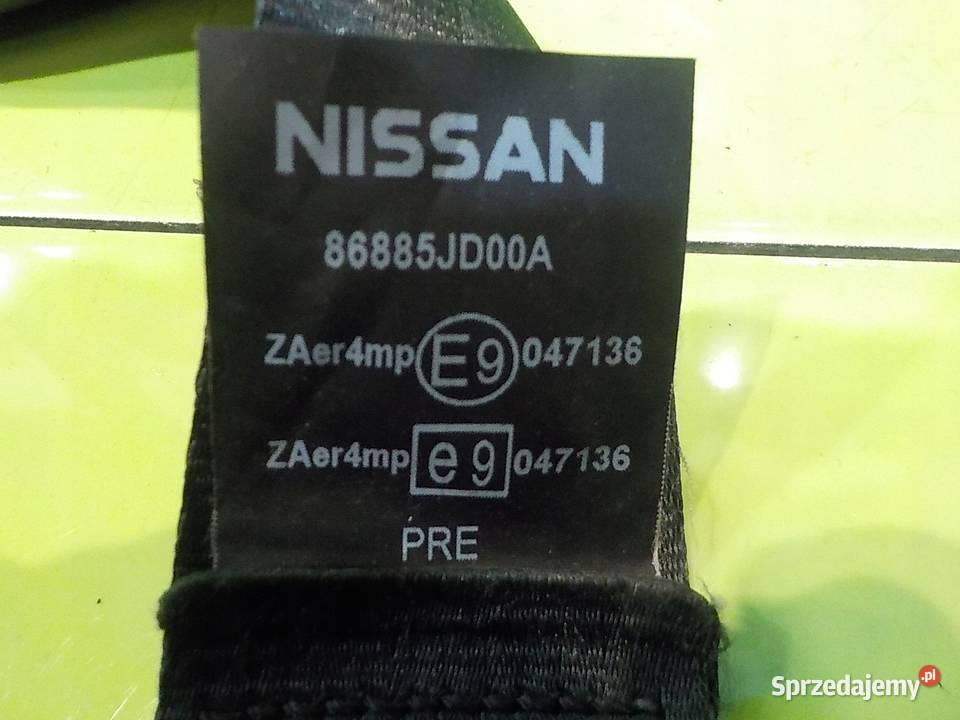 NISSAN
86885JD00A
ZAer4mp E9 047136
ZAer4mp e9 047136
PRE
Sprzedajemy.pl